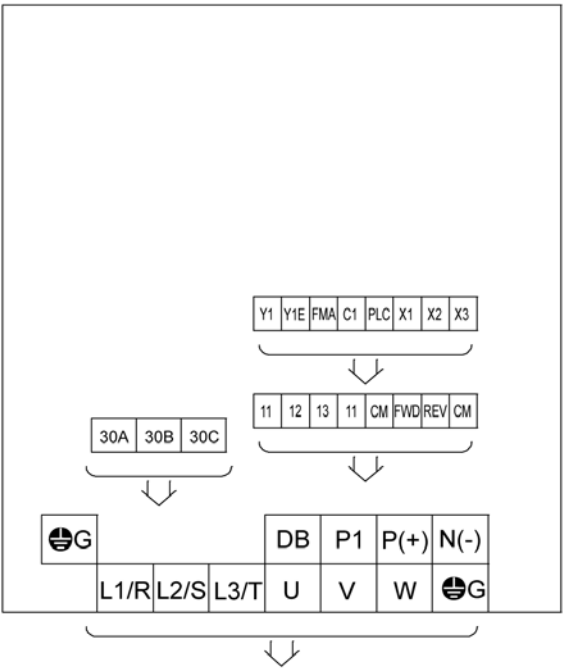 Y1 Y1E FMA C1 PLC X1 X2 X3
11 12 13 11 CM FWD REV CM
30A 30B 30C
G DB P1 P(+) N(-)
L1/R L2/S L3/T U V W G